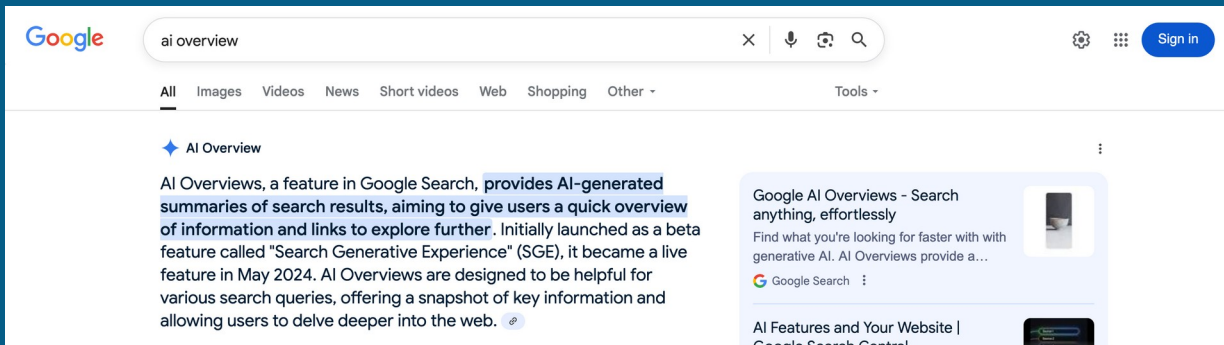 Google
ai overview
Sign in
All Images Videos News Short videos Web Shopping Other
Tools
AI Overview
AI Overviews, a feature in Google Search, provides AI-generated
summaries of search results, aiming to give users a quick overview
of information and links to explore further. Initially launched as a beta
feature called "Search Generative Experience" (SGE), it became a live
feature in May 2024. AI Overviews are designed to be helpful for
various search queries, offering a snapshot of key information and
allowing users to delve deeper into the web.
Google AI Overviews - Search
anything, effortlessly
Find what you're looking for faster with with
generative AI. AI Overviews provide a...
Google Search
AI Features and Your Website |
Google Search Central